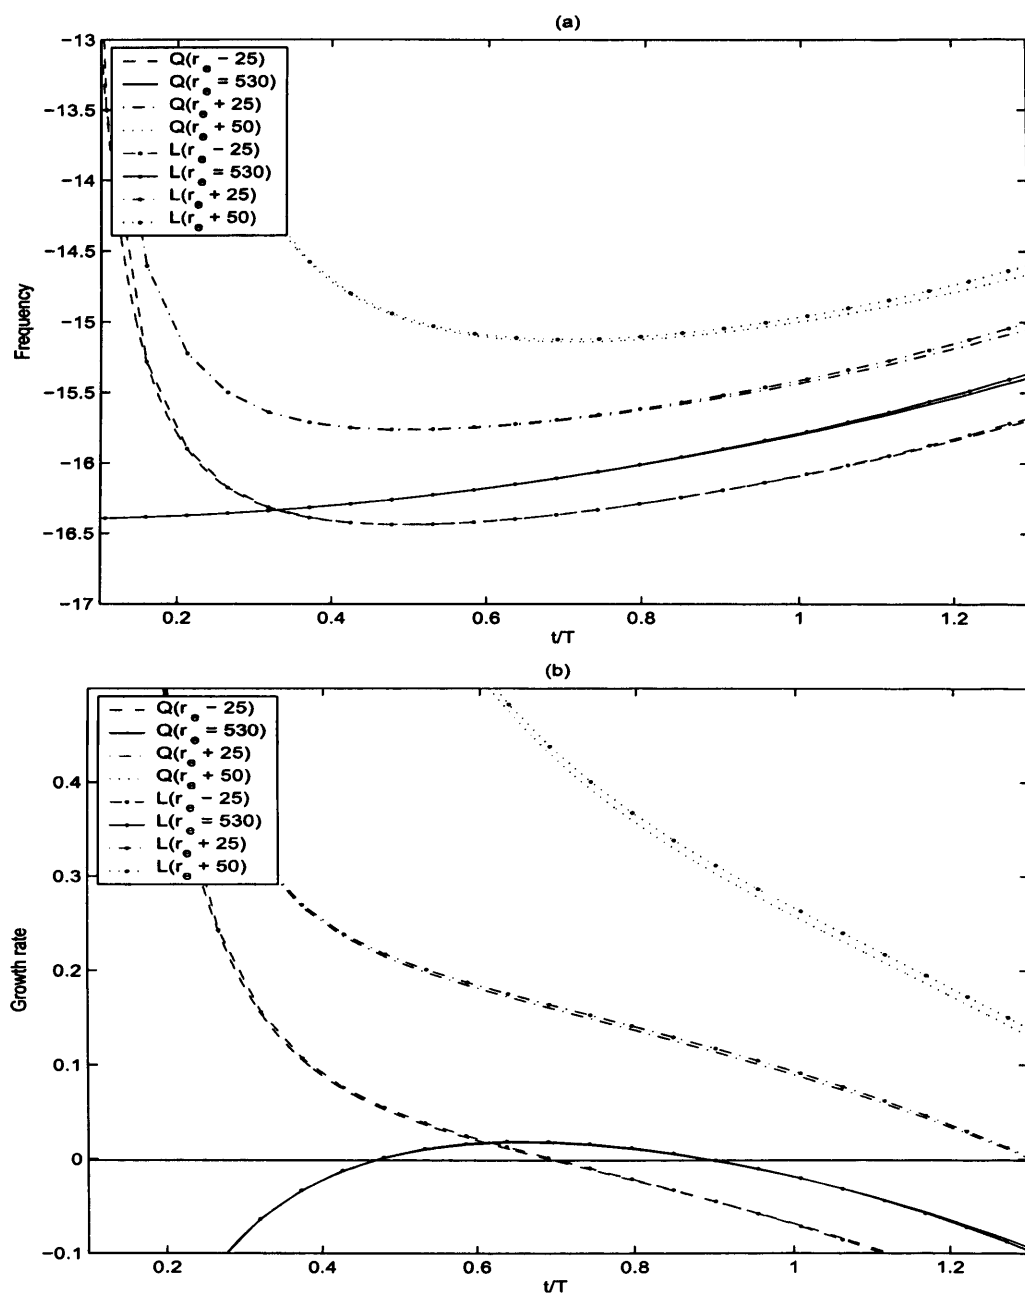 (a)
−13
−13.5
−14
−14.5
−15
−15.5
−16
−16.5
−17
Frequency
Q(r_e − 25)
Q(r_e = 530)
Q(r_e + 25)
Q(r_e + 50)
L(r_e − 25)
L(r_e = 530)
L(r_e + 25)
L(r_e + 50)
0.2 0.4 0.6 0.8 1 1.2
t/T
(b)
0.4
0.3
0.2
0.1
0
−0.1
Growth rate
Q(r_e − 25)
Q(r_e = 530)
Q(r_e + 25)
Q(r_e + 50)
L(r_e − 25)
L(r_e = 530)
L(r_e + 25)
L(r_e + 50)
0.2 0.4 0.6 0.8 1 1.2
t/T